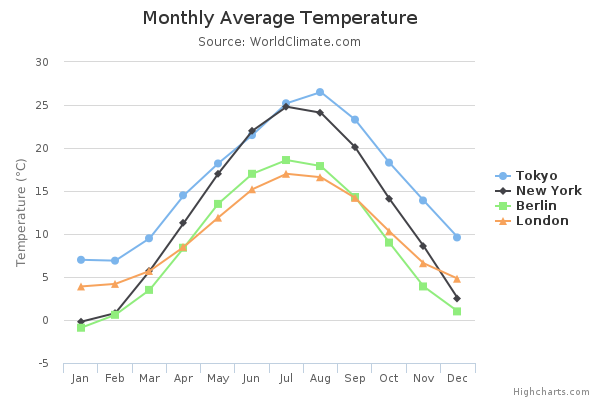 Monthly Average Temperature
Source: WorldClimate.com
Temperature (°C)
30
25
20
15
10
5
0
-5
Jan Feb Mar Apr May Jun Jul Aug Sep Oct Nov Dec
Tokyo
New York
Berlin
London
Highcharts.com